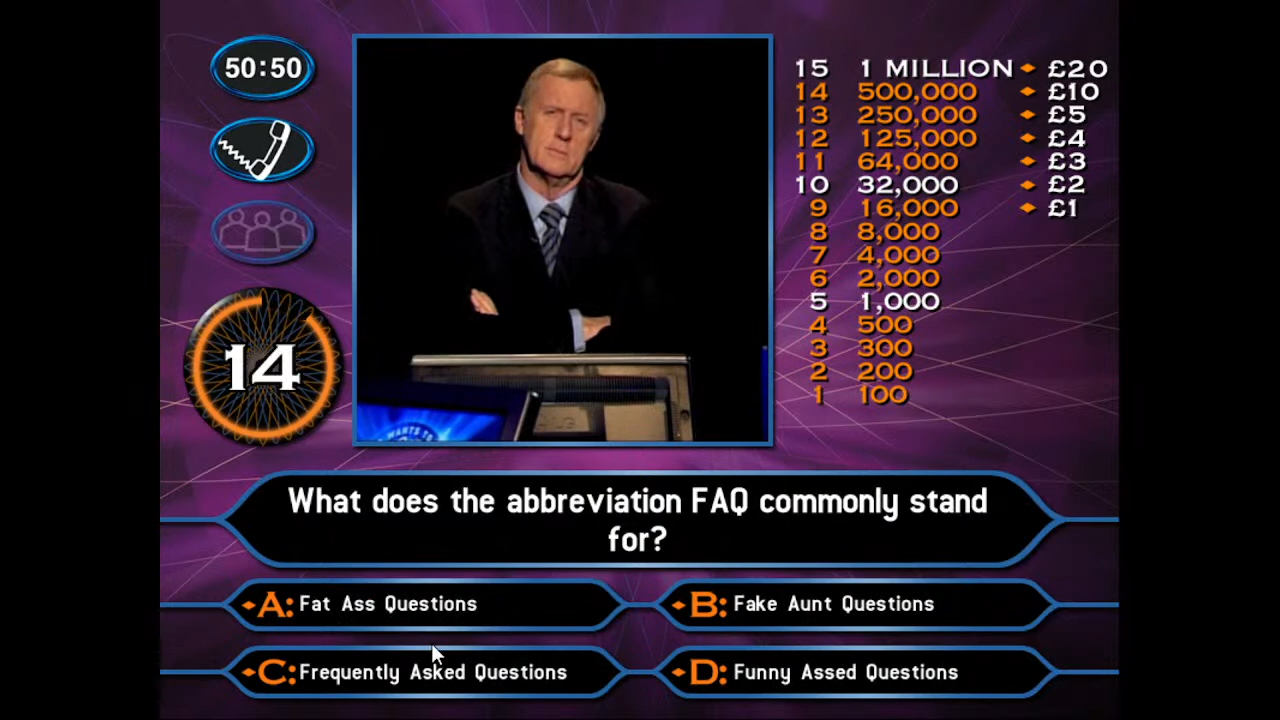 50:50
14
15 1 MILLION £20
14 500,000 £10
13 250,000 £5
12 125,000 £4
11 64,000 £3
10 32,000 £2
9 16,000 £1
8 8,000
7 4,000
6 2,000
5 1,000
4 500
3 300
2 200
1 100
WANTS TO
What does the abbreviation FAQ commonly stand
for?
A: Fat Ass Questions
B: Fake Aunt Questions
C: Frequently Asked Questions
D: Funny Assed Questions